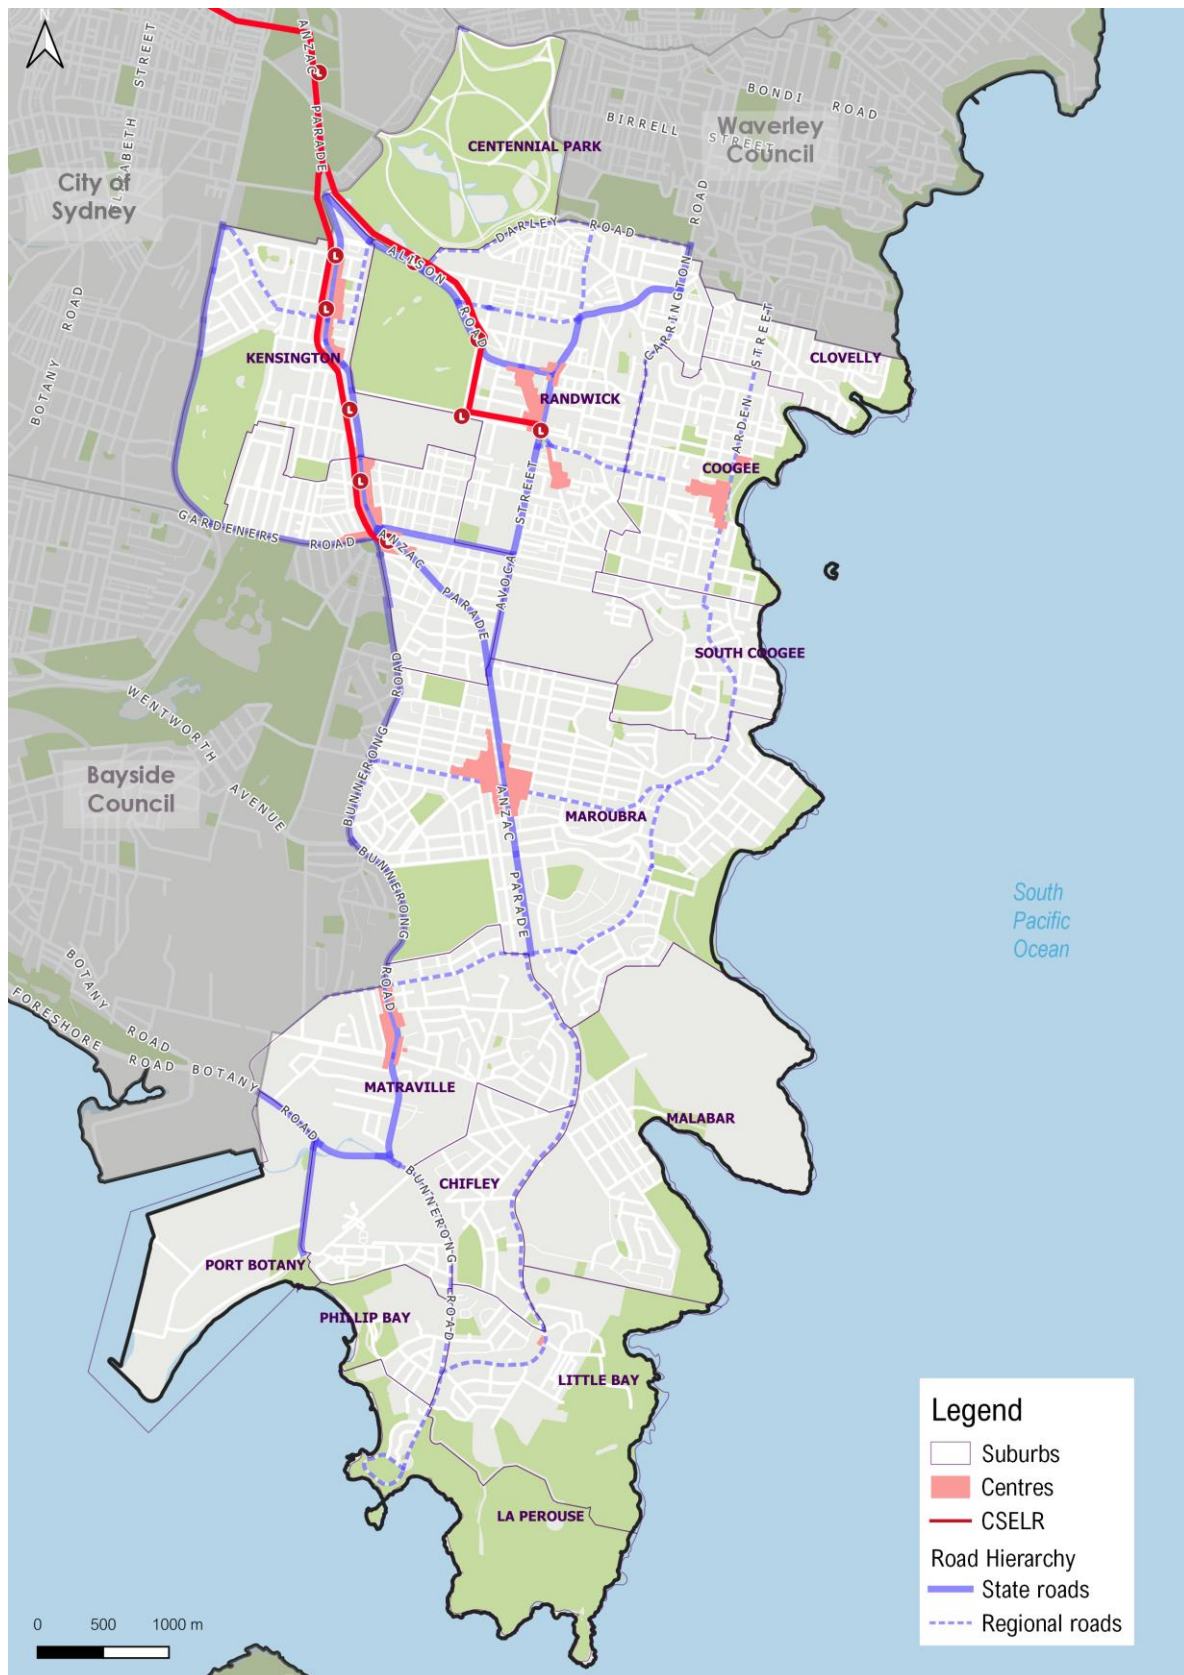 N
ANZAC PARADE
ELIZABETH STREET
BONDI ROAD
BIRRELL STREET
Waverley
Council
CENTENNIAL PARK
City of
Sydney
ROAD
DARLEY ROAD
ALISON ROAD
BOTANY ROAD
CARRINGTON
STREET
KENSINGTON
CLOVELLY
RANDWICK
ARDEN
COOGEE
STREET
GARDENERS ROAD
ANZAC PARADE
AVOCA
SOUTH COOGEE
ROAD
WENTWORTH AVENUE
BUNNERONG
Bayside
Council
ANZAC PARADE
MAROUBRA
BUNNERONG ROAD
South
Pacific
Ocean
BOTANY ROAD
FORESHORE ROAD
BOTANY ROAD
MATRAVILLE
MALABAR
CHIFLEY
BUNNERONG ROAD
PORT BOTANY
PHILLIP BAY
LITTLE BAY
LA PEROUSE
Legend
Suburbs
Centres
CSELR
Road Hierarchy
State roads
Regional roads
0 500 1000 m